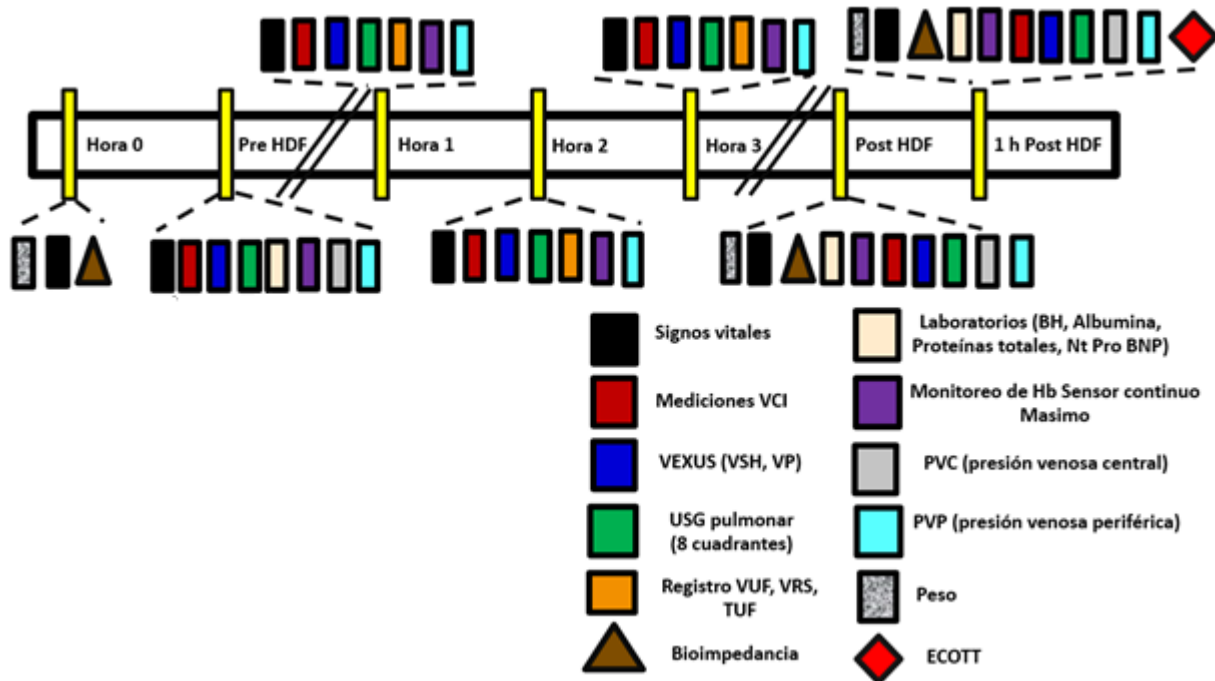 Hora 0
Pre HDF
Hora 1
Hora 2
Hora 3
Post HDF
1 h Post HDF
Signos vitales
Mediciones VCI
VEXUS (VSH, VP)
USG pulmonar
(8 cuadrantes)
Registro VUF, VRS,
TUF
Bioimpedancia
Laboratorios (BH, Albumina,
Proteínas totales, Nt Pro BNP)
Monitoreo de Hb Sensor continuo
Masimo
PVC (presión venosa central)
PVP (presión venosa periférica)
Peso
ECOTT